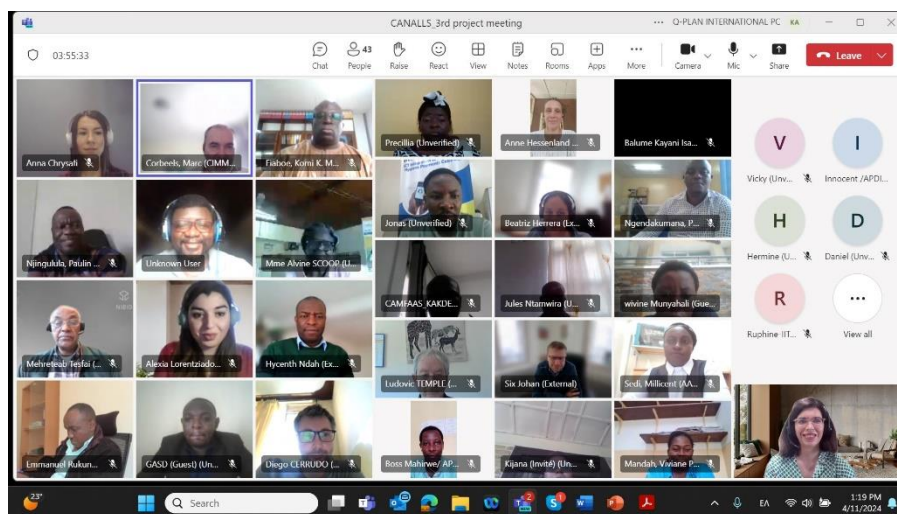 CANALLS_3rd project meeting
Q-PLAN INTERNATIONAL PC
KA
03:55:33
Chat
People
43
Raise
React
View
Notes
Rooms
Apps
More
Camera
Mic
Share
Leave
Anna Chrysafi
Corbeels, Marc (CIMM...
Fiaboe, Komi K. M...
Precillia (Unverified)
Anne Hessenland ...
Balume Kayani Isa...
V
Vicky (Unv...
I
Innocent /APDI...
Njingulula, Paulin ...
Unknown User
Mme Alvine SCOOP (U...
Jonas (Unverified)
Beatriz Herrera (Ex...
Ngendakumana, P...
H
Hermine (U...
D
Daniel (Unv...
Mehreteab Tesfai (...
Alexia Lorentziado...
Hycenth Ndah (Ex...
CAMFAAS_KAKDE...
Jules Ntamwira (U...
wivine Munyahali (Gue...
R
Ruphine IIT...
View all
Ludovic TEMPLE (...
Six Johan (External)
Sedi, Millicent (AA...
Emmanuel Rukun...
GASD (Guest) (Un...
Diego CERRUDO (...
Boss Mahirwe/ AP...
Kijana (Invité) (Un...
Mandah, Viviane P...
23°
Search
ΕΛ
1:19 PM
4/11/2024